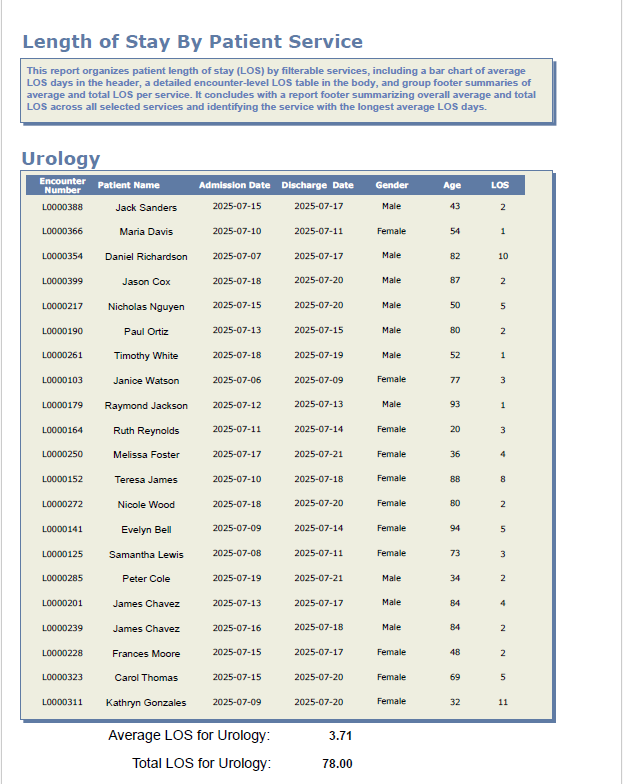 Length of Stay By Patient Service
This report organizes patient length of stay (LOS) by filterable services, including a bar chart of average
LOS days in the header, a detailed encounter-level LOS table in the body, and group footer summaries of
average and total LOS per service. It concludes with a report footer summarizing overall average and total
LOS across all selected services and identifying the service with the longest average LOS days.
Urology
Encounter Number Patient Name Admission Date Discharge Date Gender Age LOS
L0000388 Jack Sanders 2025-07-15 2025-07-17 Male 43 2
L0000366 Maria Davis 2025-07-10 2025-07-11 Female 54 1
L0000354 Daniel Richardson 2025-07-07 2025-07-17 Male 82 10
L0000399 Jason Cox 2025-07-18 2025-07-20 Male 87 2
L0000217 Nicholas Nguyen 2025-07-15 2025-07-20 Male 50 5
L0000190 Paul Ortiz 2025-07-13 2025-07-15 Male 80 2
L0000261 Timothy White 2025-07-18 2025-07-19 Male 52 1
L0000103 Janice Watson 2025-07-06 2025-07-09 Female 77 3
L0000179 Raymond Jackson 2025-07-12 2025-07-13 Male 93 1
L0000164 Ruth Reynolds 2025-07-11 2025-07-14 Female 20 3
L0000250 Melissa Foster 2025-07-17 2025-07-21 Female 36 4
L0000152 Teresa James 2025-07-10 2025-07-18 Female 88 8
L0000272 Nicole Wood 2025-07-18 2025-07-20 Female 80 2
L0000141 Evelyn Bell 2025-07-09 2025-07-14 Female 94 5
L0000125 Samantha Lewis 2025-07-08 2025-07-11 Female 73 3
L0000285 Peter Cole 2025-07-19 2025-07-21 Male 34 2
L0000201 James Chavez 2025-07-13 2025-07-17 Male 84 4
L0000239 James Chavez 2025-07-16 2025-07-18 Male 84 2
L0000228 Frances Moore 2025-07-15 2025-07-17 Female 48 2
L0000323 Carol Thomas 2025-07-15 2025-07-20 Female 69 5
L0000311 Kathryn Gonzales 2025-07-09 2025-07-20 Female 32 11
Average LOS for Urology: 3.71
Total LOS for Urology: 78.00